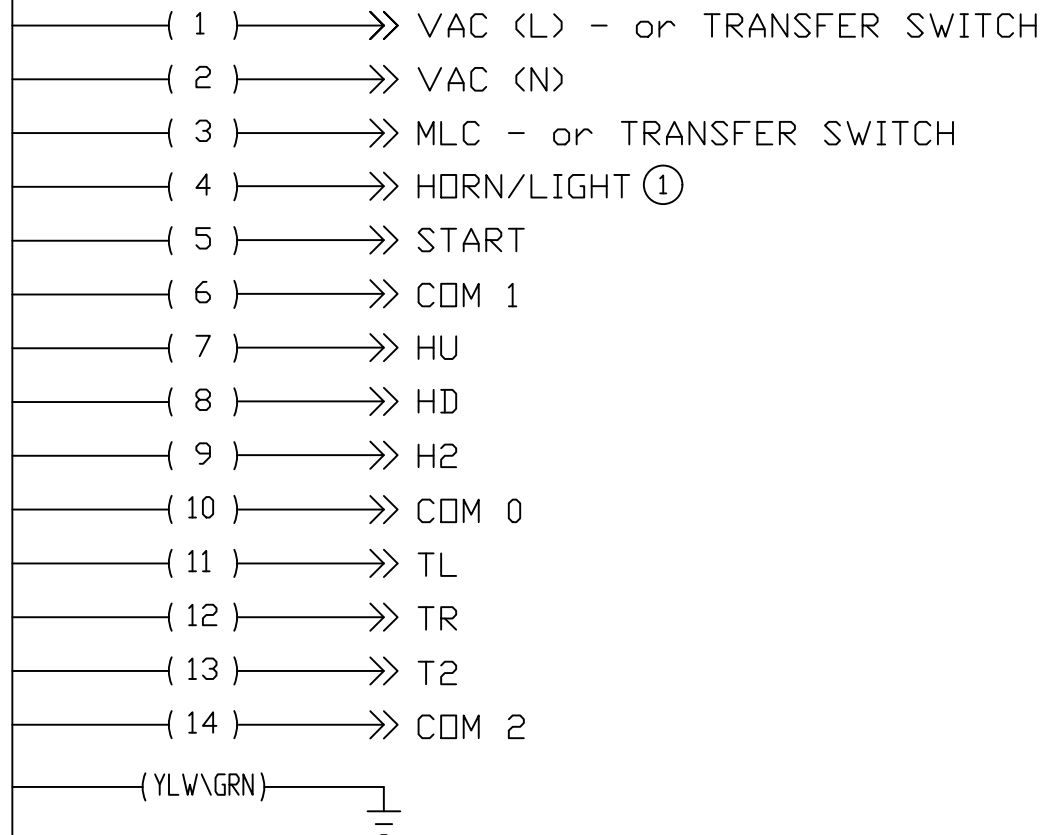 ( 1 ) VAC (L) - or TRANSFER SWITCH
( 2 ) VAC (N)
( 3 ) MLC - or TRANSFER SWITCH
( 4 ) HORN/LIGHT 1
( 5 ) START
( 6 ) COM 1
( 7 ) HU
( 8 ) HD
( 9 ) H2
( 10 ) COM 0
( 11 ) TL
( 12 ) TR
( 13 ) T2
( 14 ) COM 2
(YLW\GRN)